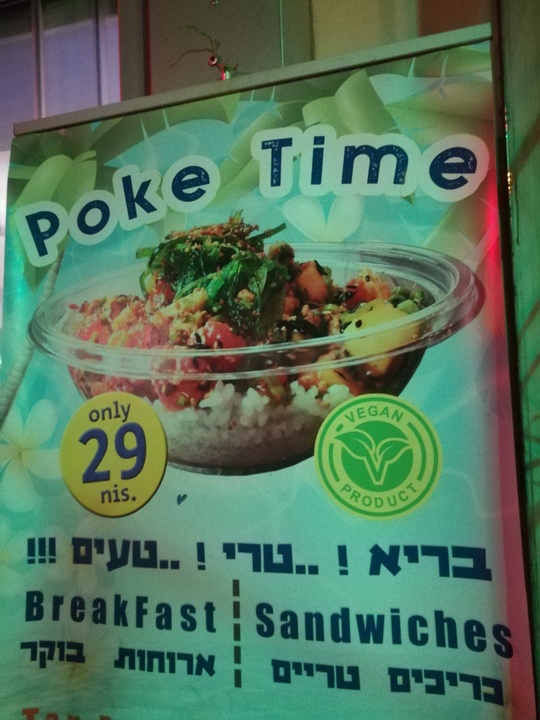 Poke Time
only
29
nis.
VEGAN
PRODUCT
בריא ! ..טרי ! ..טעים !!!
BreakFast
ארוחות בוקר
Sandwiches
כריכים טריים